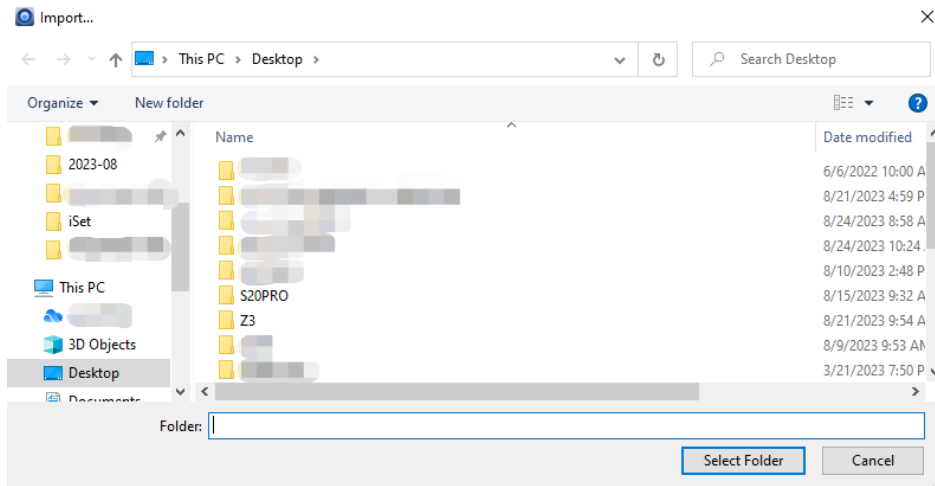 Import...
This PC > Desktop >
Search Desktop
Organize
New folder
?
Name
Date modified
2023-08
iSet
This PC
3D Objects
Desktop
Documents
6/6/2022 10:00 A
8/21/2023 4:59 P
8/24/2023 8:58 A
8/24/2023 10:24
8/10/2023 2:48 P
S20PRO 8/15/2023 9:32 A
Z3 8/21/2023 9:54 A
8/9/2023 9:53 AM
3/21/2023 7:50 P
Folder:
Select Folder
Cancel